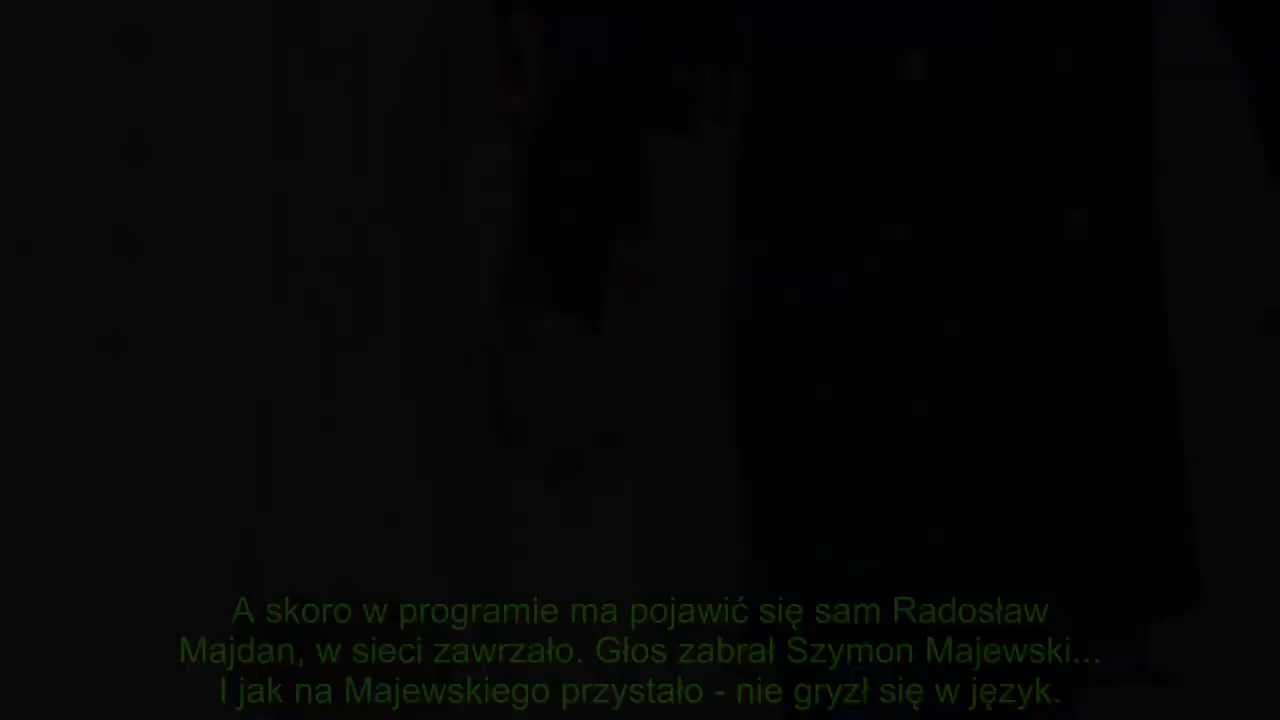 A skoro w programie ma pojawić się sam Radosław
Majdan, w sieci zawrzało. Głos zabrał Szymon Majewski...
I jak na Majewskiego przystało - nie gryzł się w język.